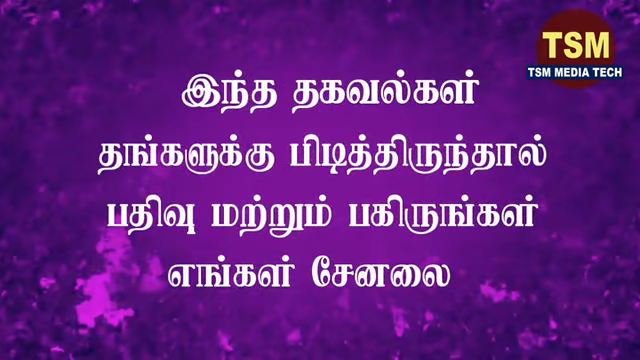 TSM
TSM MEDIA TECH
இந்த தகவல்கள்
தங்களுக்கு பிடித்திருந்தால்
பதிவு மற்றும் பகிருங்கள்
எங்கள் சேனலை